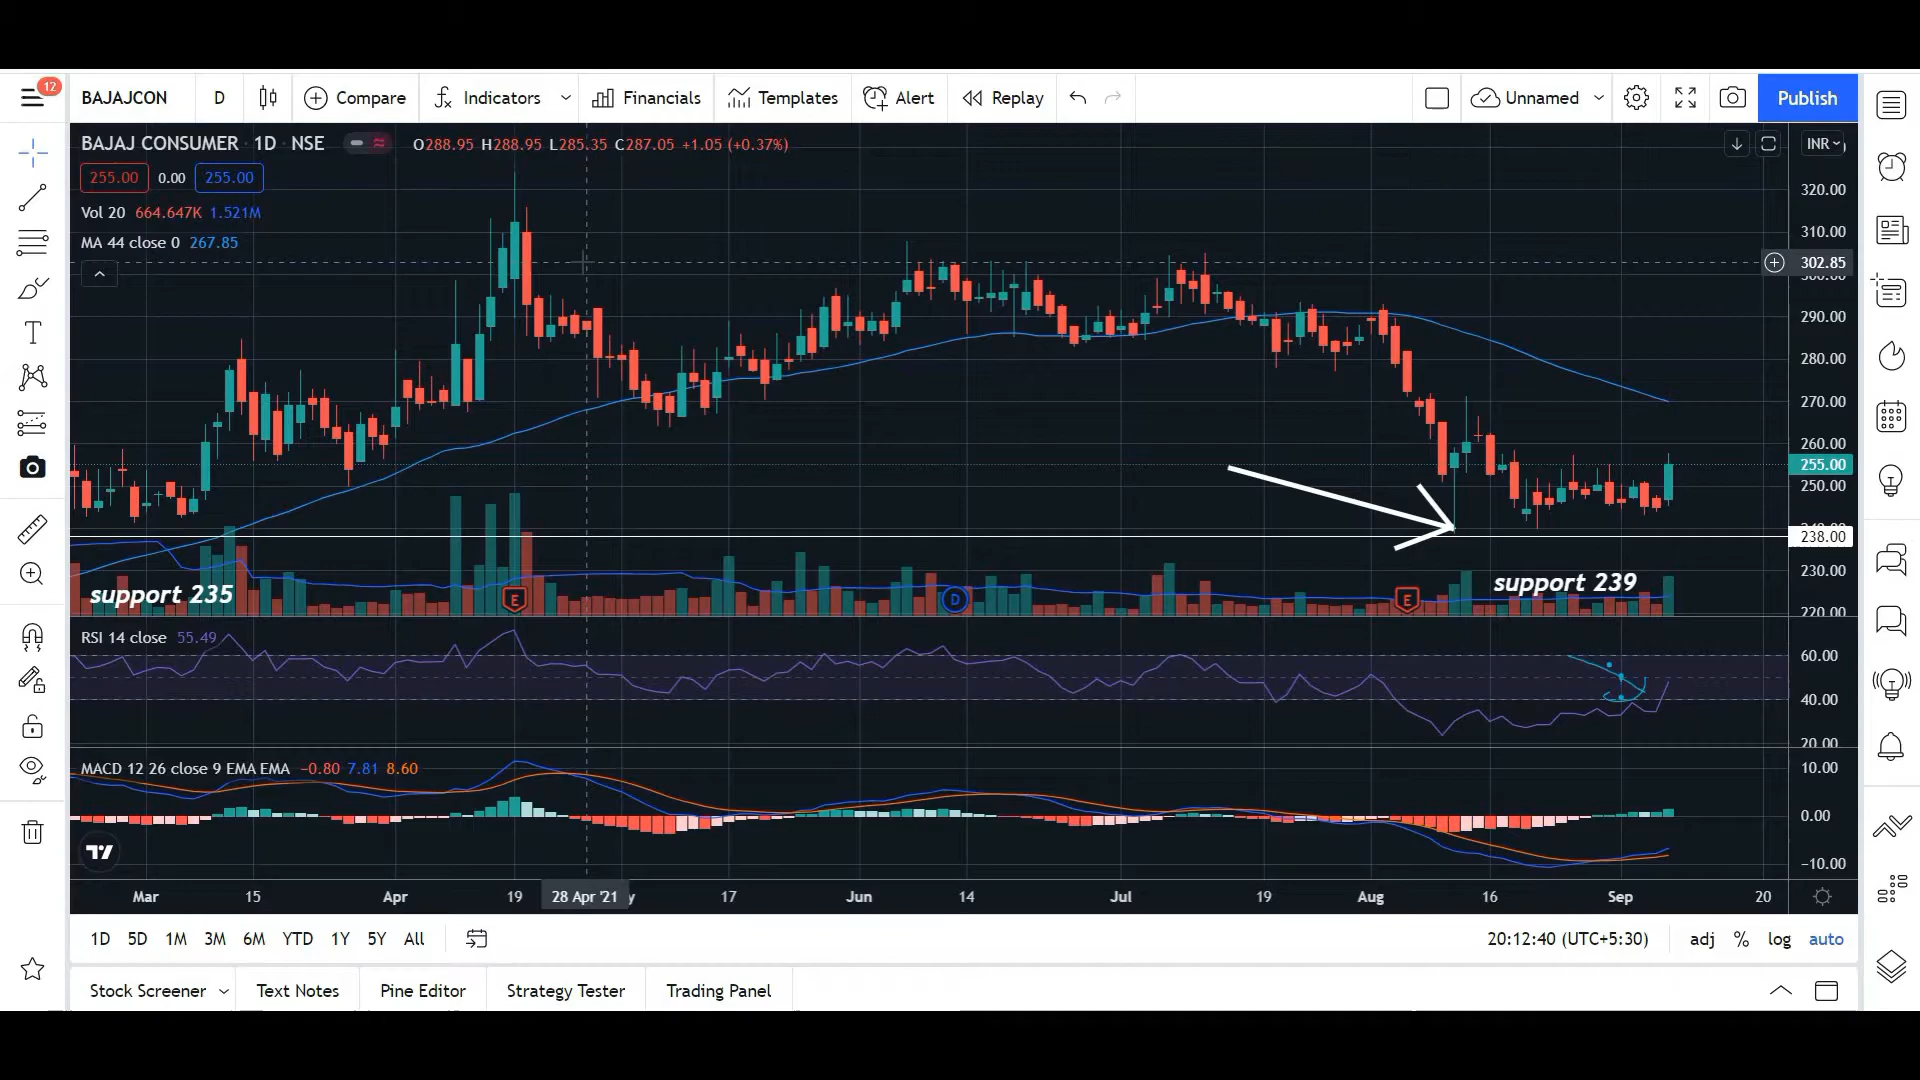 12
BAJAJCON D Compare Indicators Financials Templates Alert Replay Unnamed Publish
BAJAJ CONSUMER · 1D · NSE O288.95 H288.95 L285.35 C287.05 +1.05 (+0.37%) INR
255.00 0.00 255.00
Vol 20 664.647K 1.521M
MA 44 close 0 267.85
320.00
310.00
302.85
290.00
280.00
270.00
260.00
255.00
250.00
238.00
230.00
220.00
support 235 E D E support 239
RSI 14 close 55.49
60.00
40.00
20.00
MACD 12 26 close 9 EMA EMA −0.80 7.81 8.60
10.00
0.00
−10.00
Mar 15 Apr 19 28 Apr '21 y 17 Jun 14 Jul 19 Aug 16 Sep 20
1D 5D 1M 3M 6M YTD 1Y 5Y All 20:12:40 (UTC+5:30) adj % log auto
Stock Screener Text Notes Pine Editor Strategy Tester Trading Panel